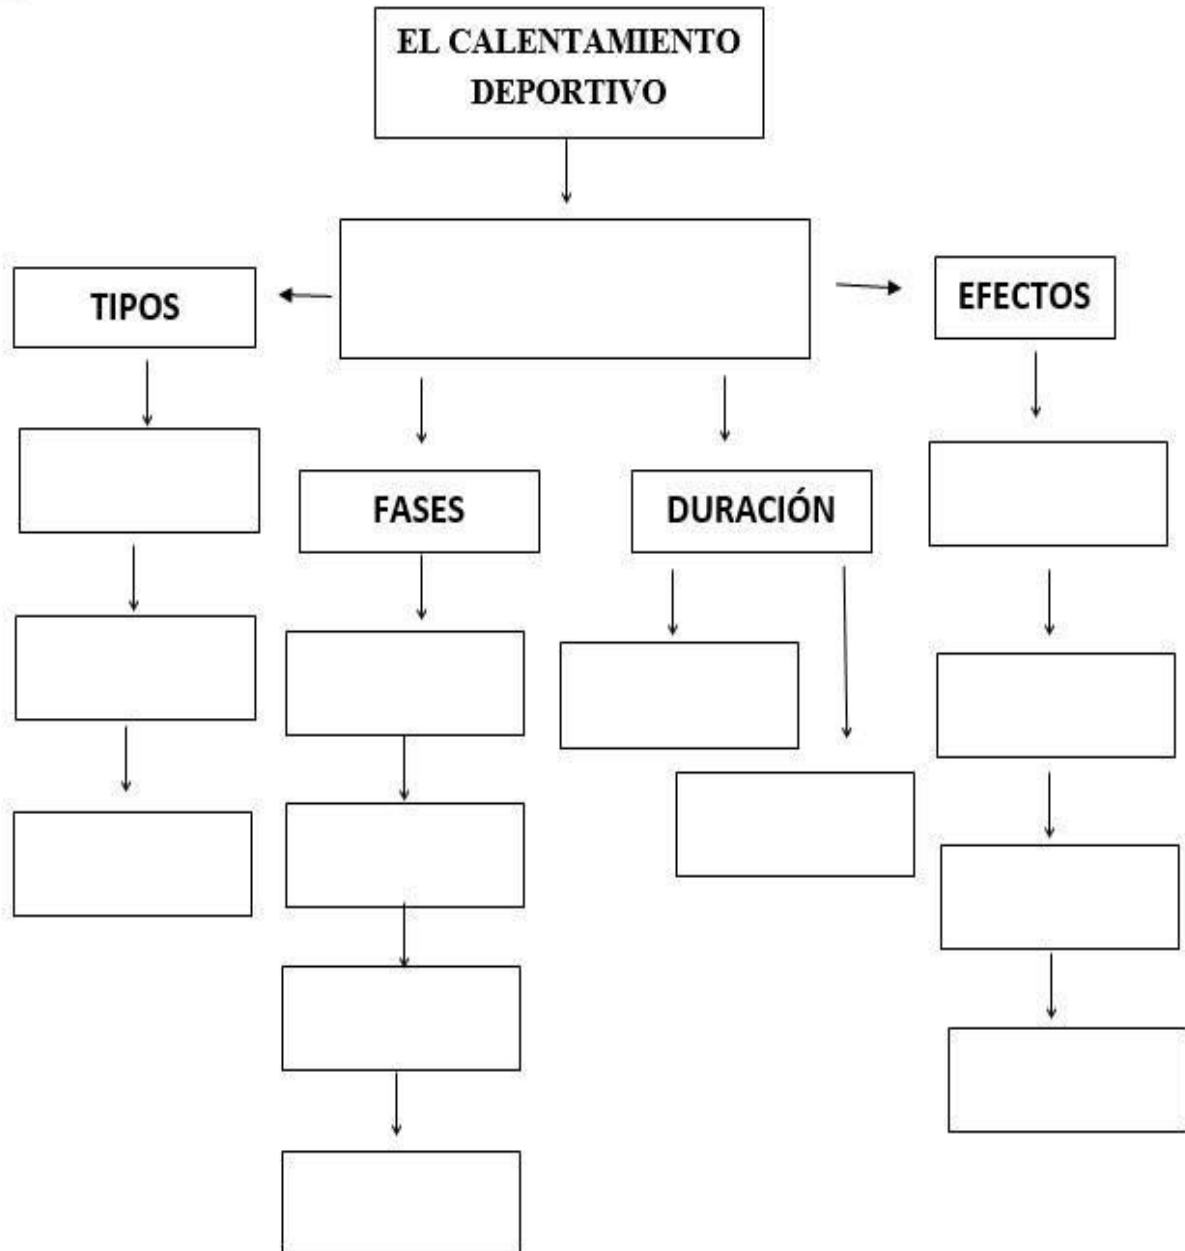 EL CALENTAMIENTO
DEPORTIVO
TIPOS
EFECTOS
FASES
DURACIÓN